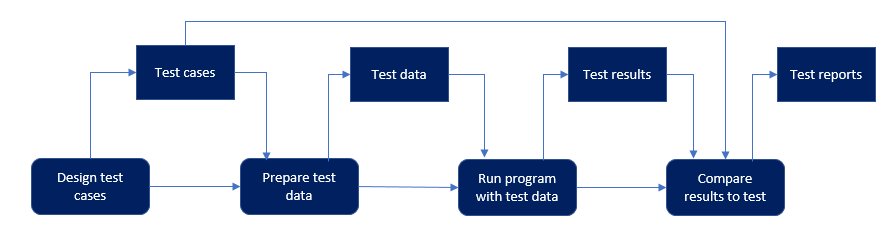 Test cases
Test data
Test results
Test reports
Design test
cases
Prepare test
data
Run program
with test data
Compare
results to test